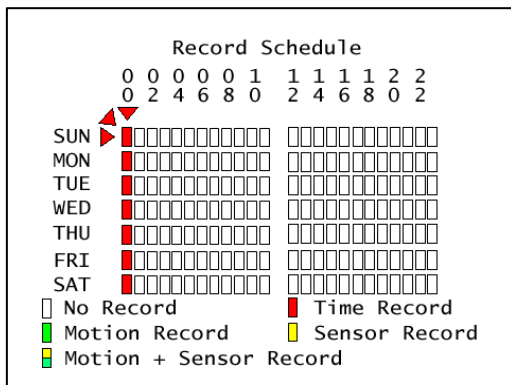 Record Schedule
0 0 0 0 0 1 1 1 1 1 2 2
0 2 4 6 8 0 2 4 6 8 0 2
SUN
MON
TUE
WED
THU
FRI
SAT
No Record Time Record
Motion Record Sensor Record
Motion + Sensor Record